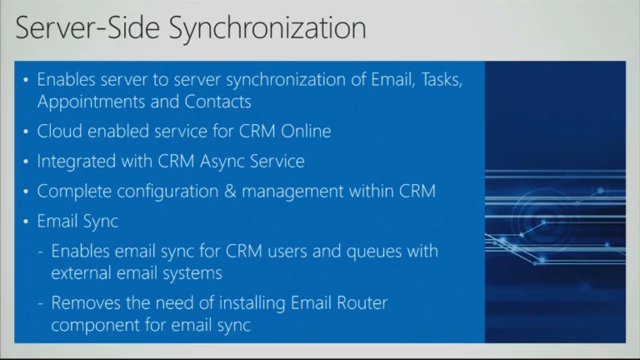 Server-Side Synchronization
• Enables server to server synchronization of Email, Tasks,
Appointments and Contacts
• Cloud enabled service for CRM Online
• Integrated with CRM Async Service
• Complete configuration & management within CRM
• Email Sync
- Enables email sync for CRM users and queues with
external email systems
- Removes the need of installing Email Router
component for email sync